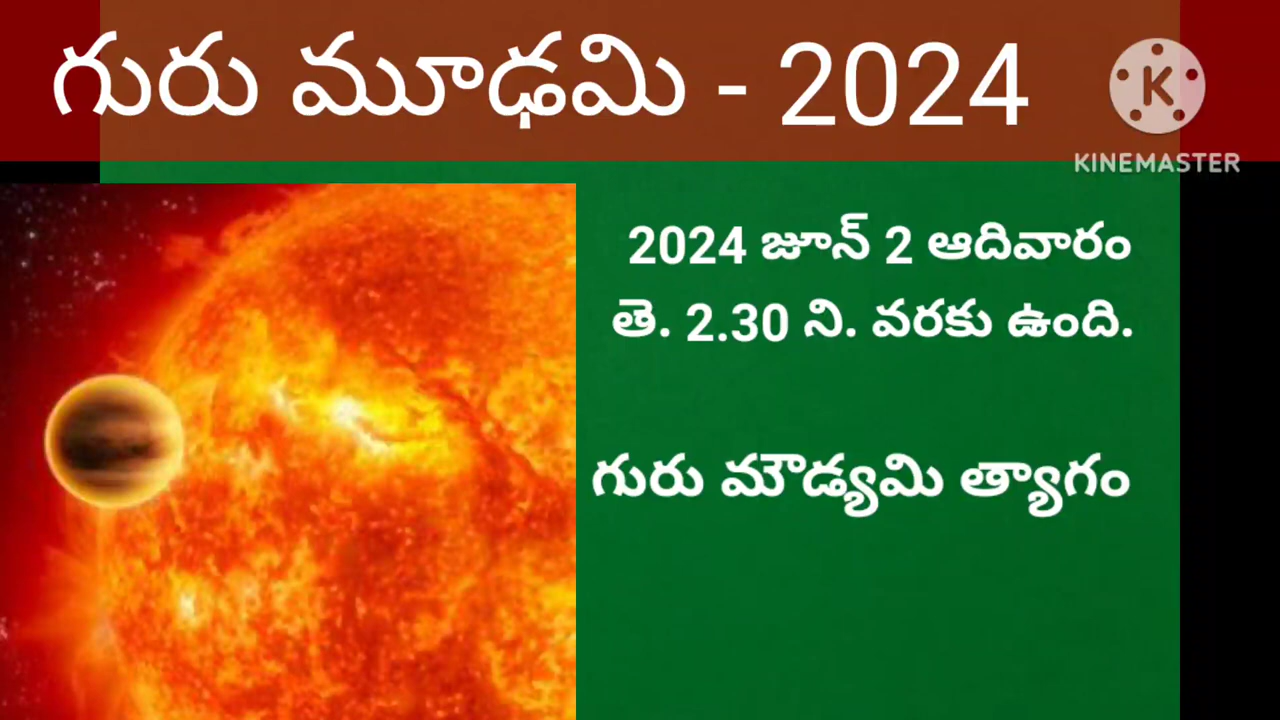 గురు మూఢమి - 2024
K
KINEMASTER
2024 జూన్ 2 ఆదివారం
తె. 2.30 ని. వరకు ఉంది.
గురు మౌడ్యమి త్యాగం